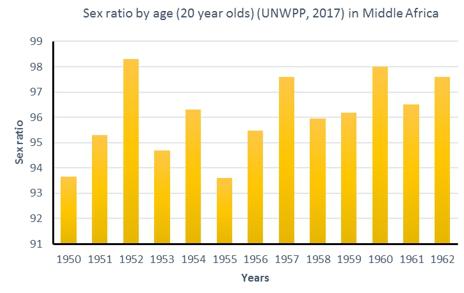 Sex ratio by age (20 year olds) (UNWPP, 2017) in Middle Africa
99
98
97
96
95
94
93
92
91
Sex ratio
1950 1951 1952 1953 1954 1955 1956 1957 1958 1959 1960 1961 1962
Years